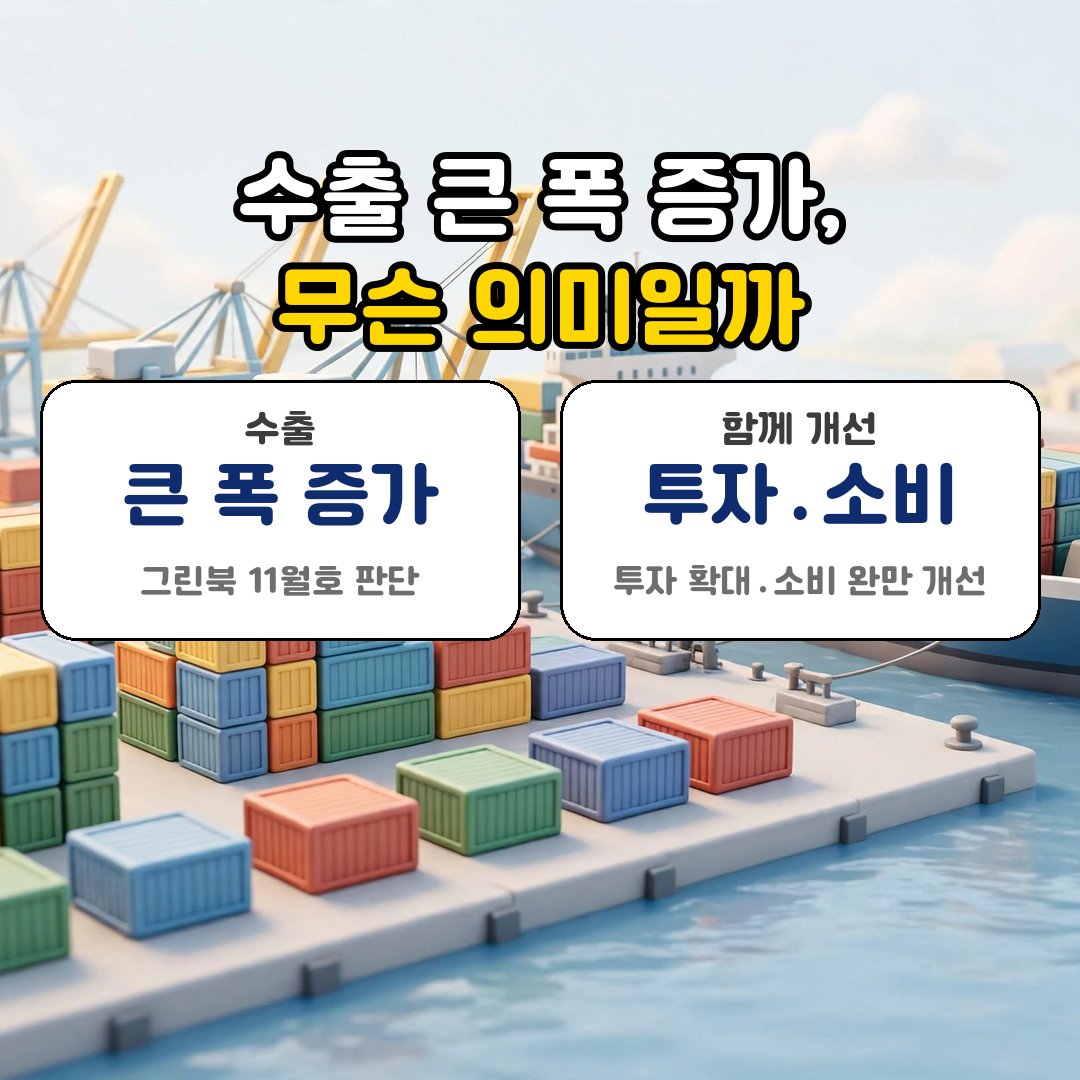 수출 큰 폭 증가,
무슨 의미일까
수출
큰 폭 증가
그린북 11월호 판단
함께 개선
투자·소비
투자 확대·소비 완만 개선